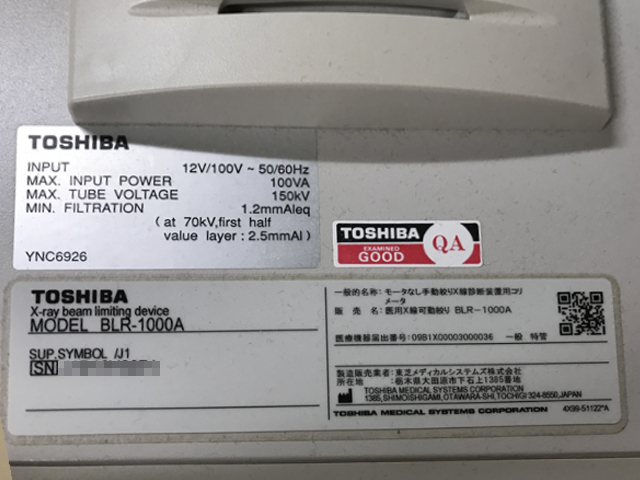 TOSHIBA
INPUT 12V/100V ~ 50/60Hz
MAX. INPUT POWER 100VA
MAX. TUBE VOLTAGE 150kV
MIN. FILTRATION 1.2mmAleq
(at 70kV,first half
value layer : 2.5mmAl)
YNC6926
TOSHIBA
EXAMINED
GOOD
QA
TOSHIBA
X-ray beam limiting device
MODEL BLR-1000A
SUP.SYMBOL /J1
SN
一般的名称：モータなし手動絞りX線診断装置用コリ
メータ
販 売 名：医用X線可動絞り BLR-1000A
医療機器届出番号：09B1X00003000036 一般 特管
製造販売業者：東芝メディカルシステムズ株式会社
所在地 ：栃木県大田原市下石上1385番地
TOSHIBA MEDICAL SYSTEMS CORPORATION
1385,SHIMOISHIGAMI,OTAWARA-SHI,TOCHIGI 324-8550,JAPAN
TOSHIBA MEDICAL SYSTEMS CORPORATION 4X99-51122*A